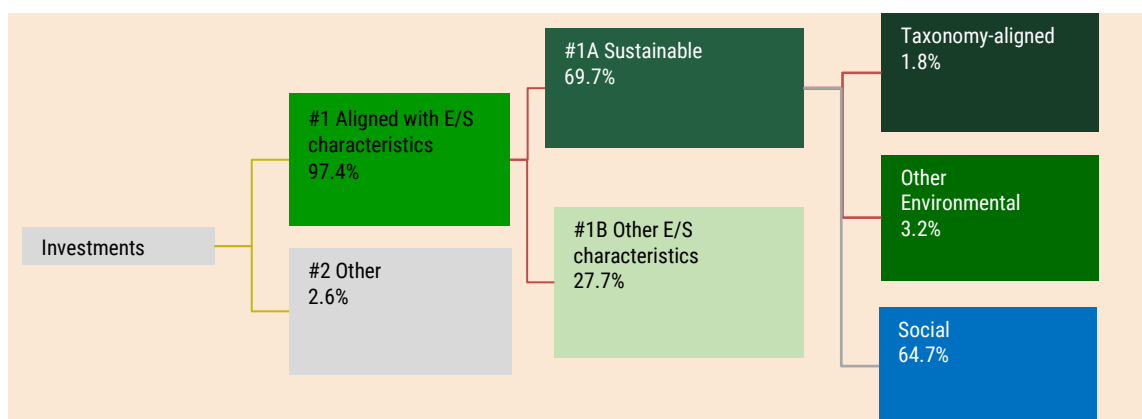 Investments
#1 Aligned with E/S
characteristics
97.4%
#2 Other
2.6%
#1A Sustainable
69.7%
#1B Other E/S
characteristics
27.7%
Taxonomy-aligned
1.8%
Other
Environmental
3.2%
Social
64.7%